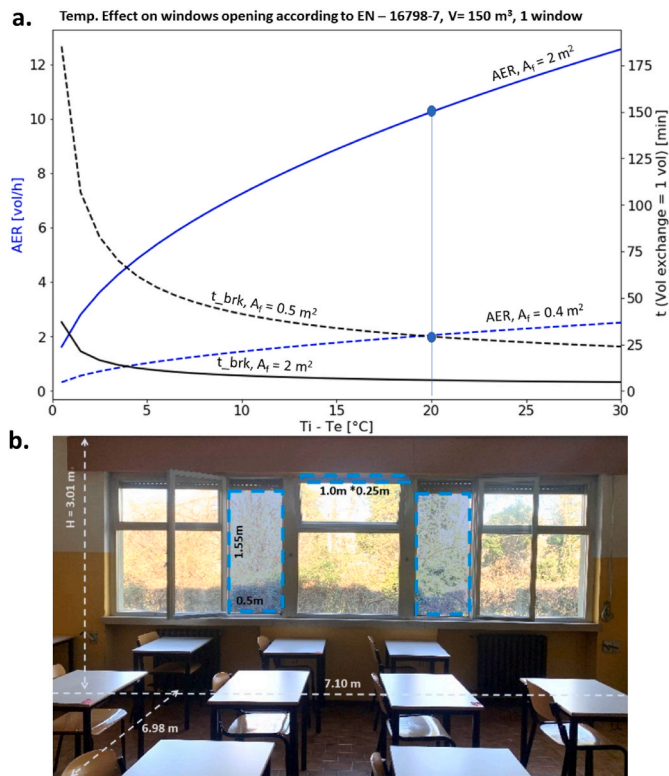 a.
Temp. Effect on windows opening according to EN – 16798-7, V= 150 m³, 1 window
AER [vol/h]
12
10
8
6
4
2
0
AER, A_f = 2 m²
t_brk, A_f = 0.5 m²
AER, A_f = 0.4 m²
t_brk, A_f = 2 m²
175
150
125
100
75
50
25
0
t (Vol exchange = 1 vol) [min]
0 5 10 15 20 25 30
Ti - Te [°C]
b.
H = 3.01 m
1.0m *0.25m
1.55m
0.5m
7.10 m
6.98 m